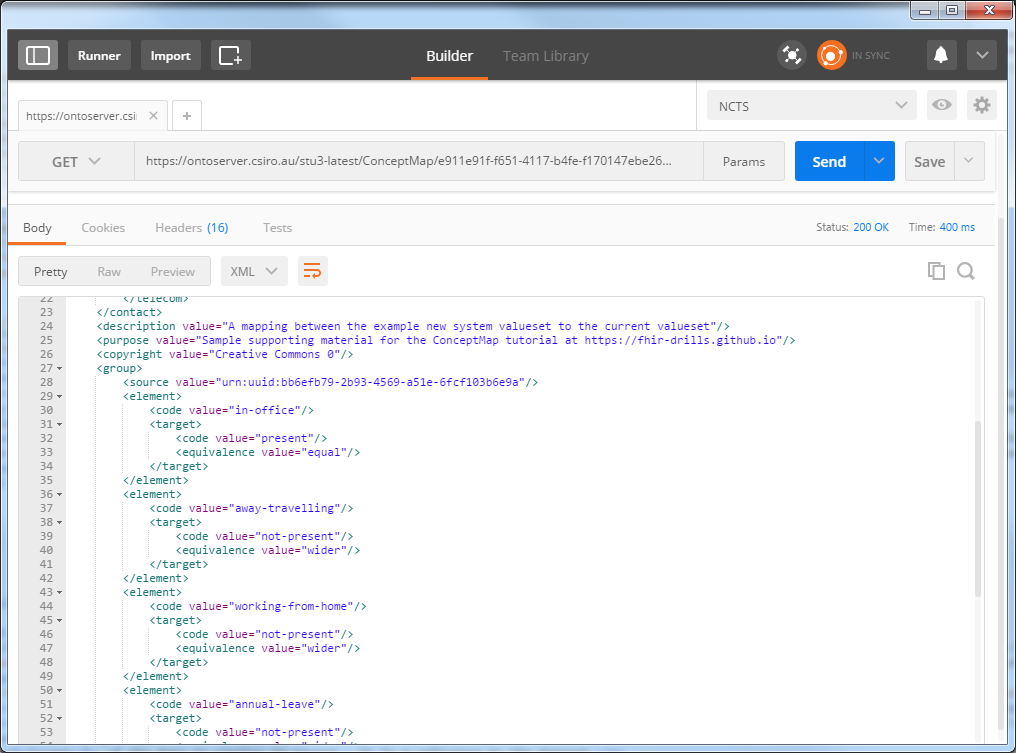 Runner
Import
Builder
Team Library
IN SYNC
https://ontoserver.csi
NCTS
GET
https://ontoserver.csiro.au/stu3-latest/ConceptMap/e911e91f-f651-4117-b4fe-f170147ebe26...
Params
Send
Save
Body
Cookies
Headers (16)
Tests
Status: 200 OK
Time: 400 ms
Pretty
Raw
Preview
XML
22 </telecom>
23 </contact>
24 <description value="A mapping between the example new system valueset to the current valueset"/>
25 <purpose value="Sample supporting material for the ConceptMap tutorial at https://fhir-drills.github.io"/>
26 <copyright value="Creative Commons 0"/>
27 <group>
28 <source value="urn:uuid:bb6efb79-2b93-4569-a51e-6fcf103b6e9a"/>
29 <element>
30 <code value="in-office"/>
31 <target>
32 <code value="present"/>
33 <equivalence value="equal"/>
34 </target>
35 </element>
36 <element>
37 <code value="away-travelling"/>
38 <target>
39 <code value="not-present"/>
40 <equivalence value="wider"/>
41 </target>
42 </element>
43 <element>
44 <code value="working-from-home"/>
45 <target>
46 <code value="not-present"/>
47 <equivalence value="wider"/>
48 </target>
49 </element>
50 <element>
51 <code value="annual-leave"/>
52 <target>
53 <code value="not-present"/>